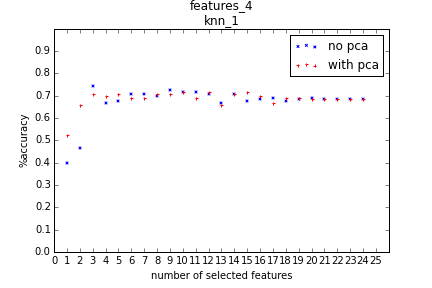 features_4
knn_1
no pca
with pca
0.9
0.8
0.7
0.6
0.5
0.4
0.3
0.2
0.1
0.0
%accuracy
0 1 2 3 4 5 6 7 8 9 10 11 12 13 14 15 16 17 18 19 20 21 22 23 24 25
number of selected features